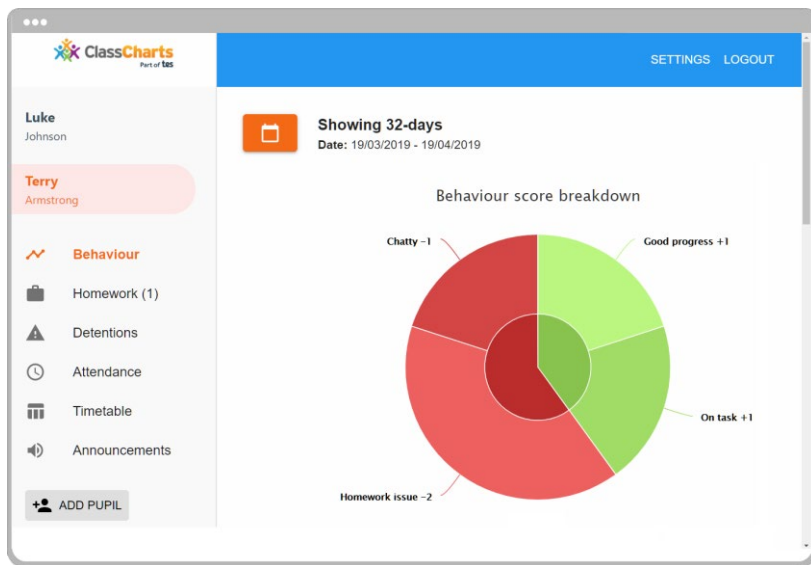 ClassCharts
Part of tes
SETTINGS LOGOUT
Luke
Johnson
Terry
Armstrong
Behaviour
Homework (1)
Detentions
Attendance
Timetable
Announcements
ADD PUPIL
Showing 32-days
Date: 19/03/2019 - 19/04/2019
Behaviour score breakdown
Chatty -1
Good progress +1
On task +1
Homework issue -2